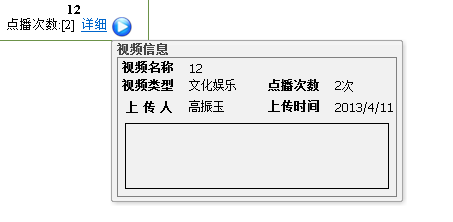 12
点播次数:[2] 详细
视频信息
视频名称 12
视频类型 文化娱乐 点播次数 2次
上 传 人 高振玉 上传时间 2013/4/11